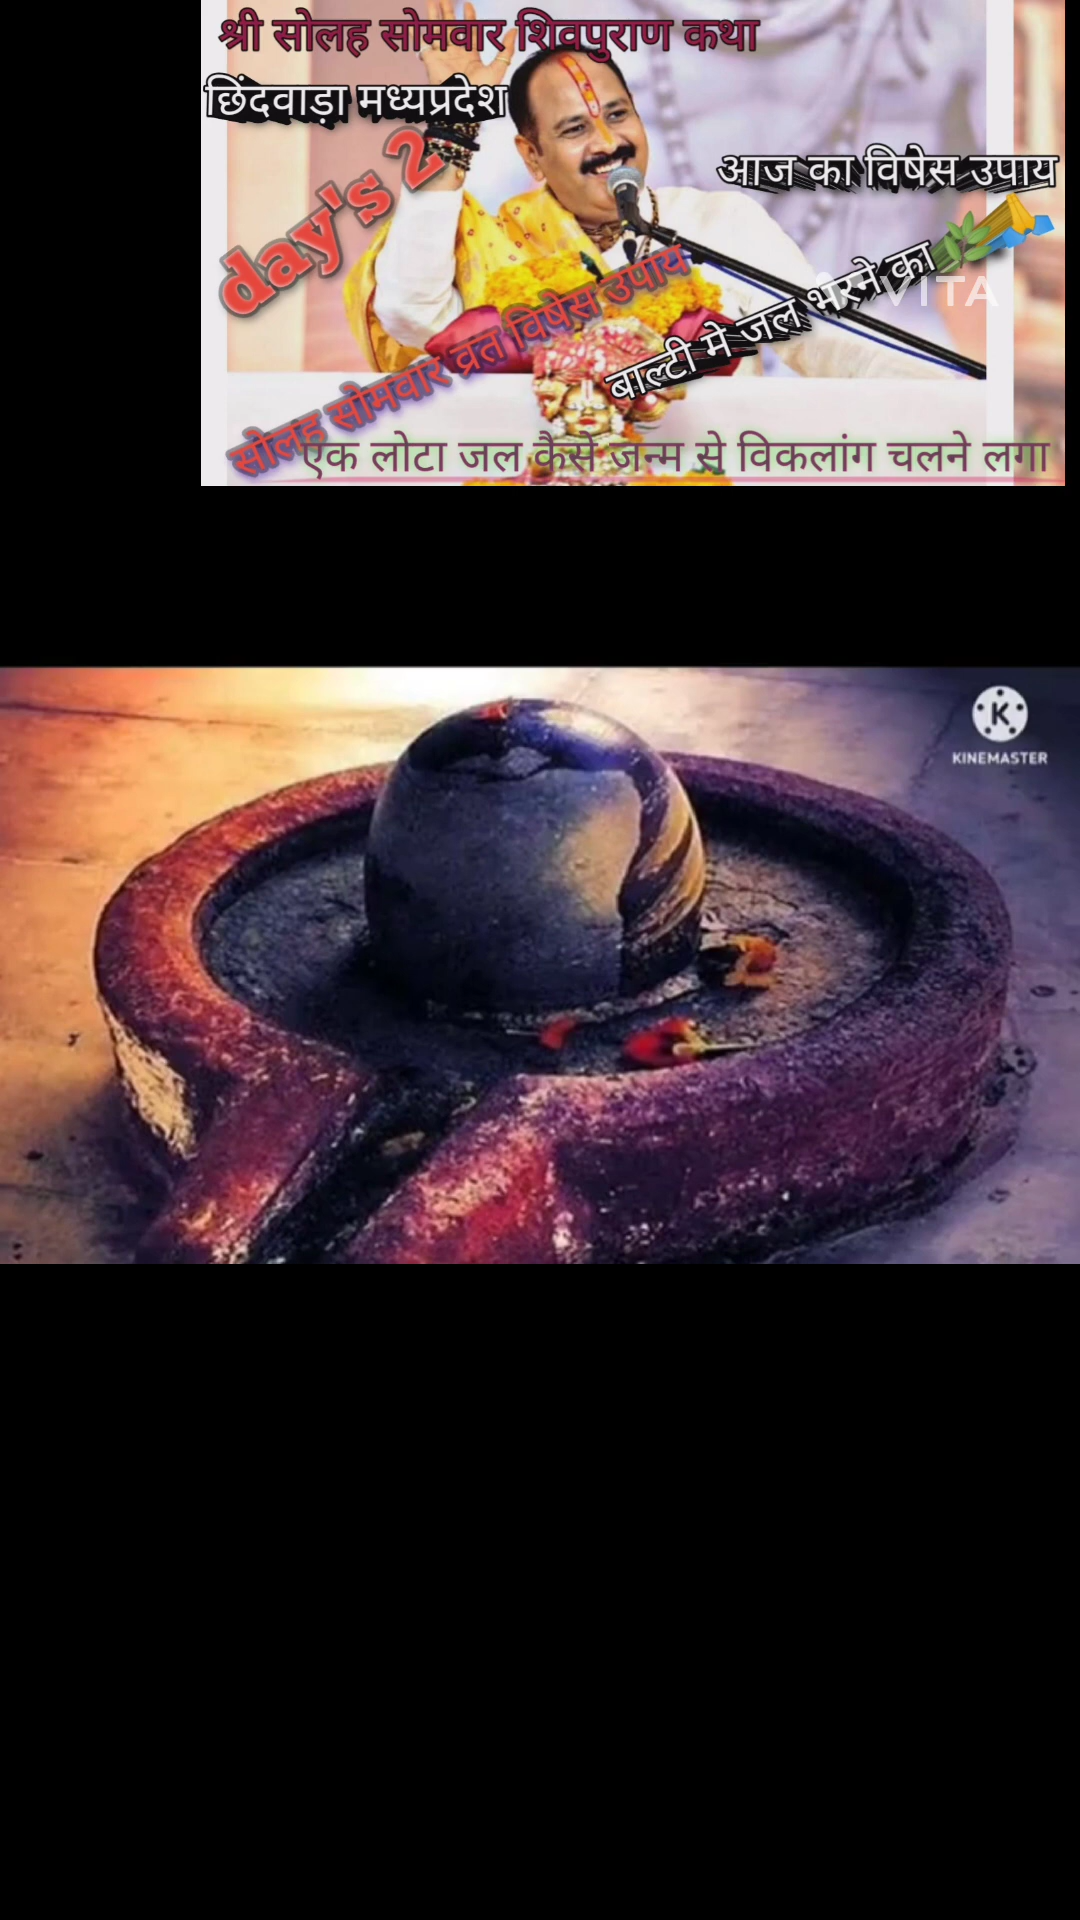 श्री सोलह सोमवार शिवपुराण कथा
छिंदवाड़ा मध्यप्रदेश
day's 2
आज का विषेस उपाय
बाल्टी मे जल भरने का
VITA
सोलह सोमवार व्रत विषेस उपाय
एक लोटा जल कैसे जन्म से विकलांग चलने लगा
K
KINEMASTER